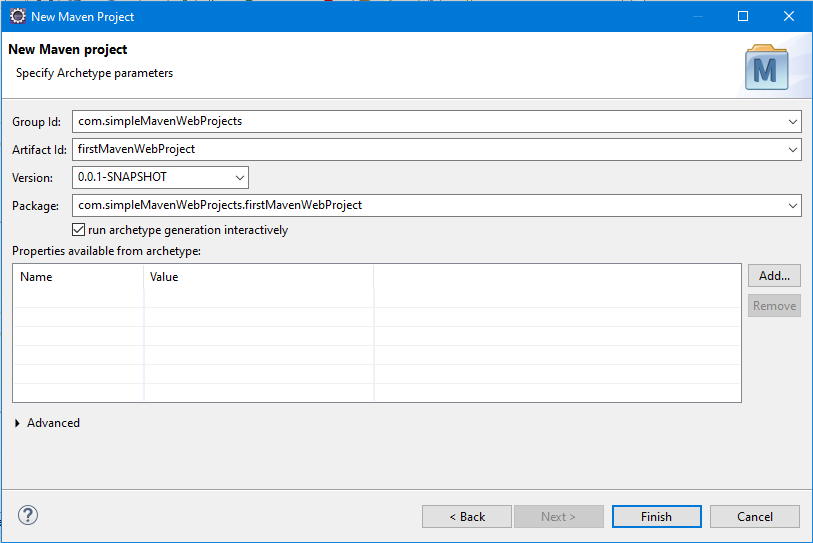 New Maven Project
New Maven project
Specify Archetype parameters
M
Group Id: com.simpleMavenWebProjects
Artifact Id: firstMavenWebProject
Version: 0.0.1-SNAPSHOT
Package: com.simpleMavenWebProjects.firstMavenWebProject
run archetype generation interactively
Properties available from archetype:
Name Value
Add...
Remove
Advanced
? < Back Next > Finish Cancel